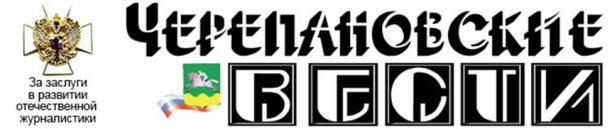 За заслуги
в развитии
отечественной
журналистики
ЧЕРЕПАНОВСКИЕ
ВЕСТИ